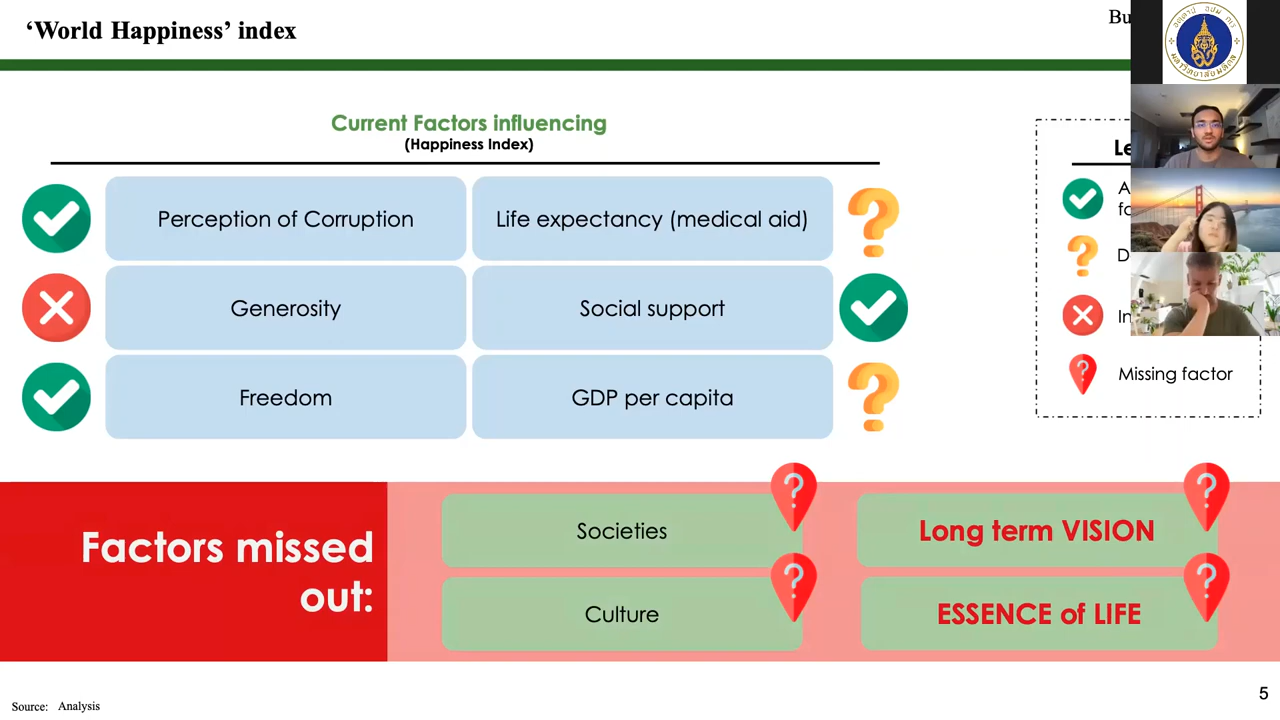 ‘World Happiness’ index
Current Factors influencing
(Happiness Index)
Perception of Corruption
Life expectancy (medical aid)
Generosity
Social support
Freedom
GDP per capita
Missing factor
Factors missed
out:
Societies
Long term VISION
Culture
ESSENCE of LIFE
Source: Analysis
5